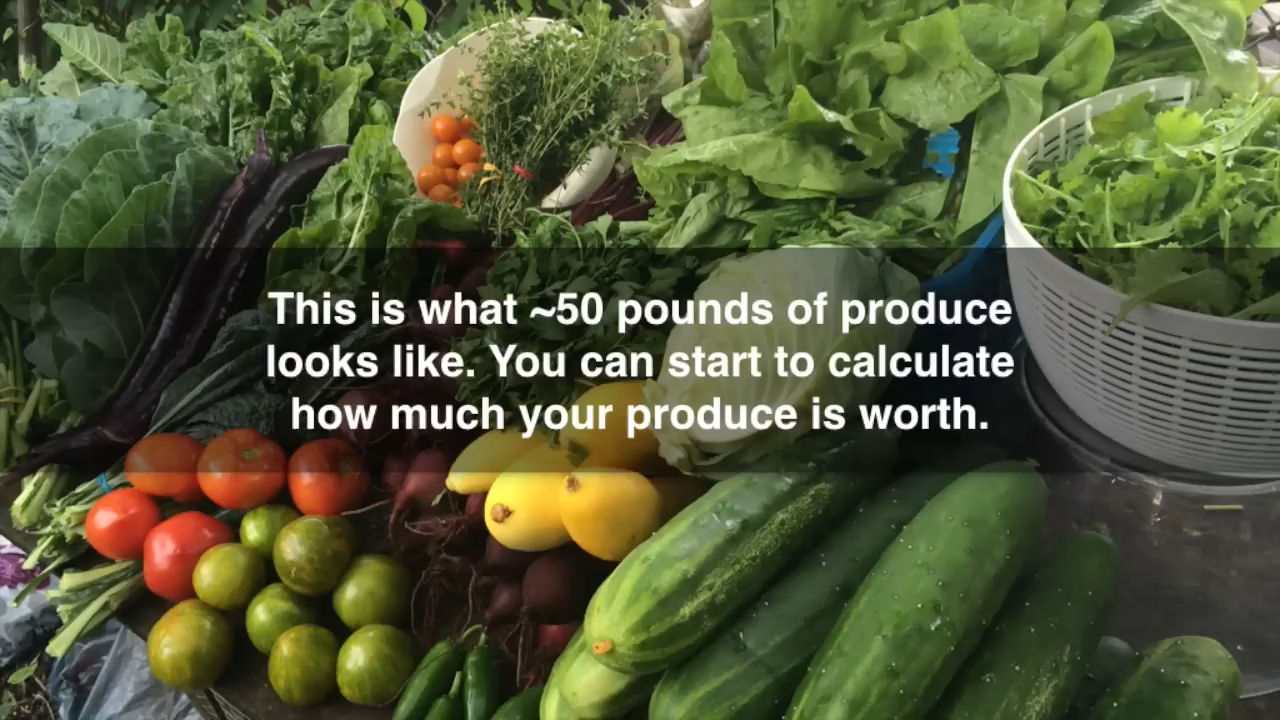 This is what ~50 pounds of produce
looks like. You can start to calculate
how much your produce is worth.